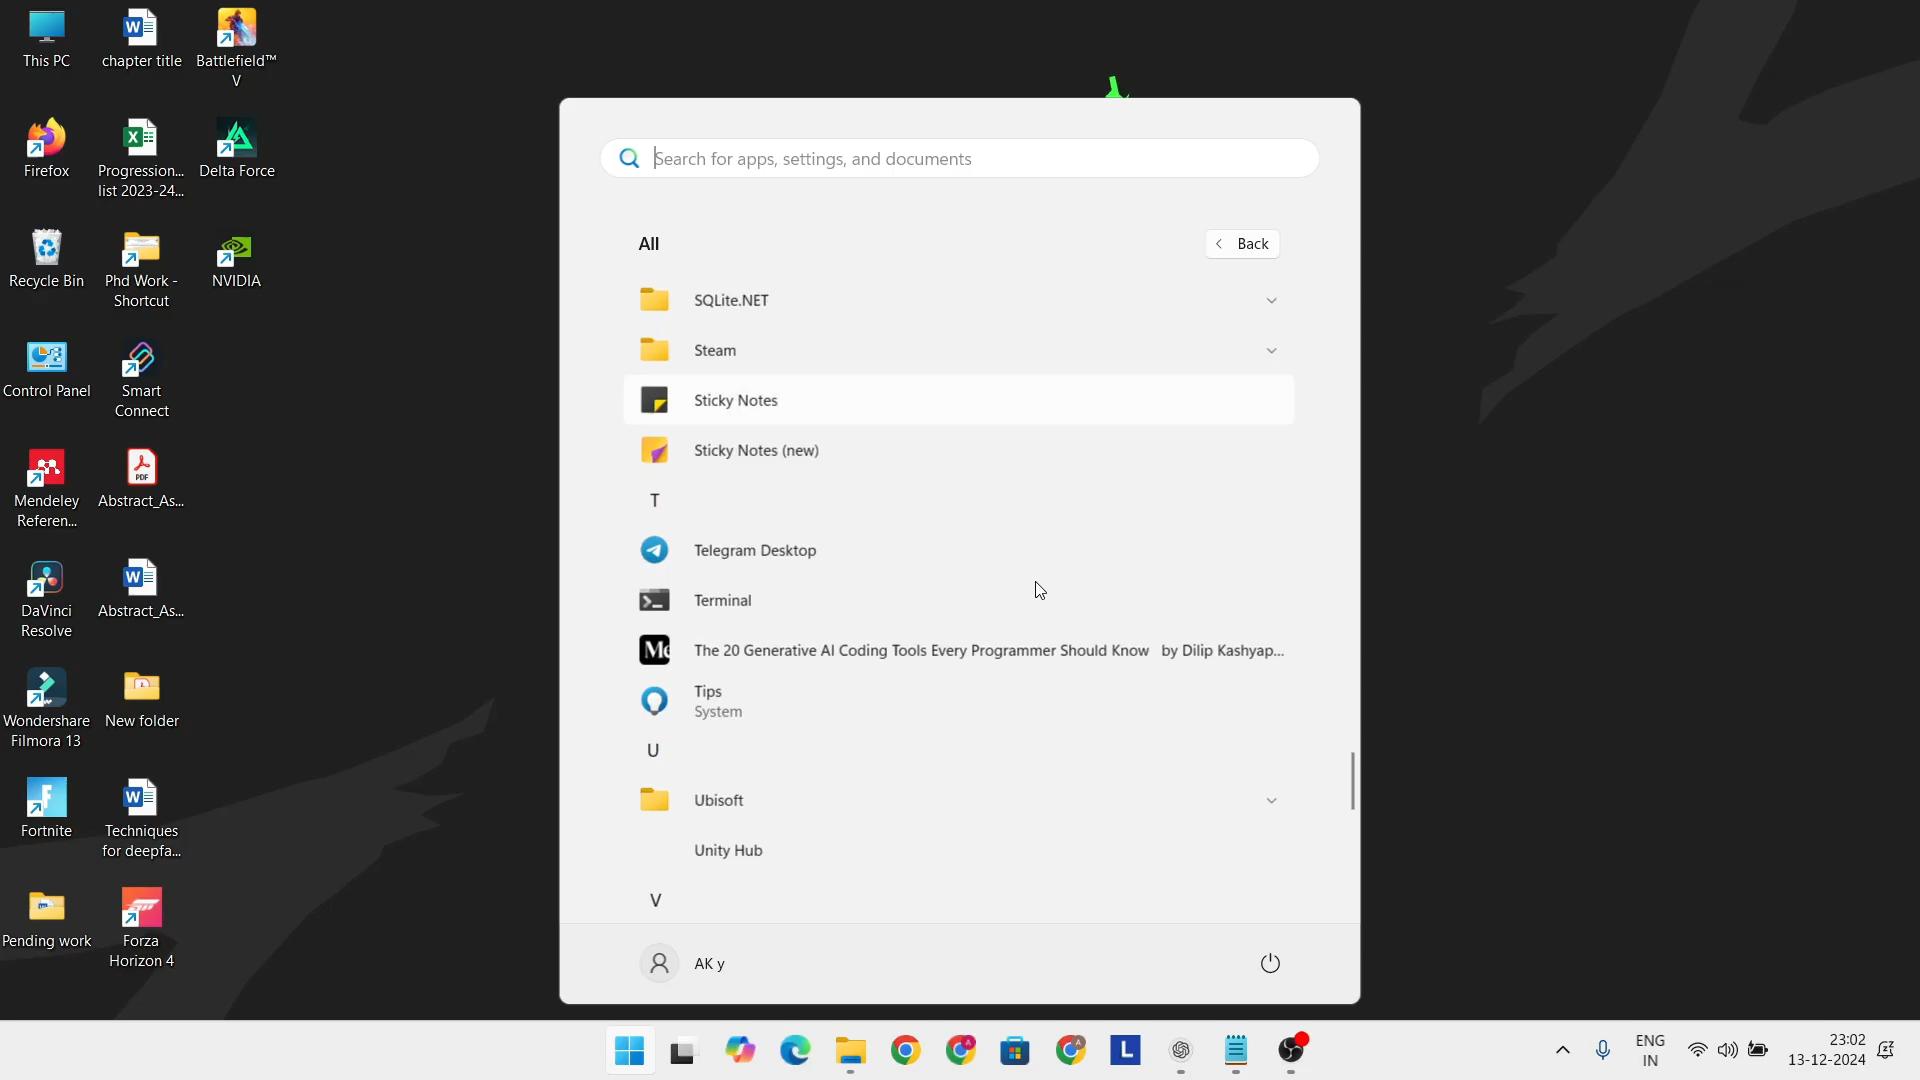 This PC
chapter title
Battlefield™
V
Firefox
Progression...
list 2023-24...
Delta Force
Recycle Bin
Phd Work -
Shortcut
NVIDIA
Control Panel
Smart
Connect
Mendeley
Referen...
Abstract_As...
DaVinci
Resolve
Abstract_As...
Wondershare
Filmora 13
New folder
Fortnite
Techniques
for deepfa...
Pending work
Forza
Horizon 4
Search for apps, settings, and documents
All
Back
SQLite.NET
Steam
Sticky Notes
Sticky Notes (new)
T
Telegram Desktop
Terminal
The 20 Generative AI Coding Tools Every Programmer Should Know by Dilip Kashyap...
Tips
System
U
Ubisoft
Unity Hub
V
AK y
ENG
IN
23:02
13-12-2024